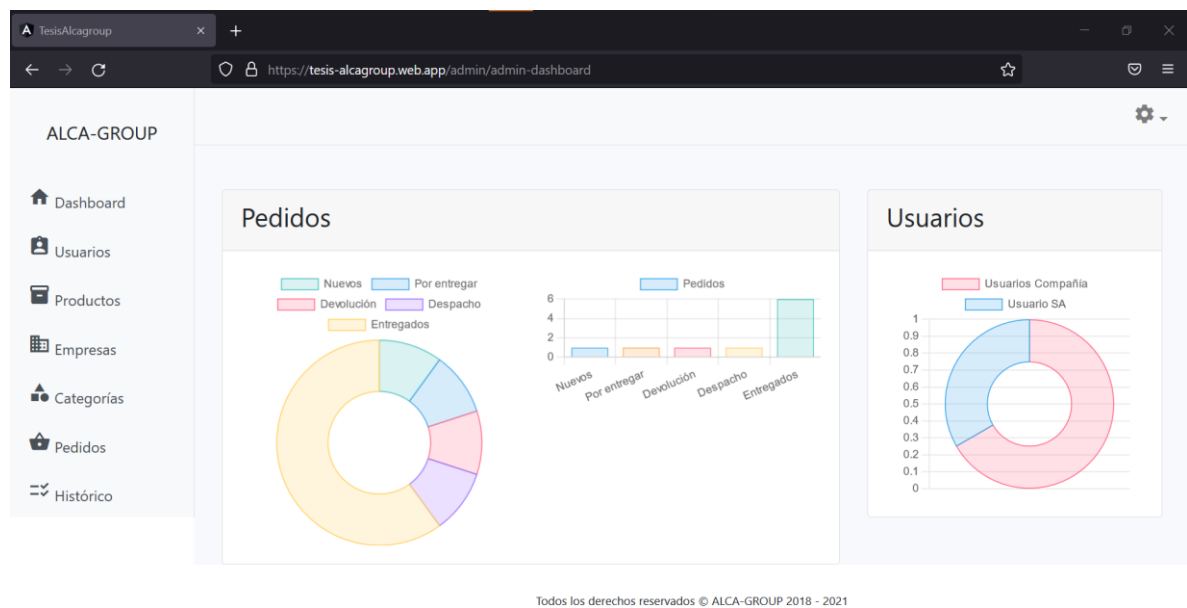 TesisAlcagroup
https://tesis-alcagroup.web.app/admin/admin-dashboard
ALCA-GROUP
Dashboard
Usuarios
Productos
Empresas
Categorías
Pedidos
Histórico
Pedidos
Nuevos Por entregar
Devolución Despacho
Entregados
Pedidos
6
4
2
0
Nuevos Por entregar Devolución Despacho Entregados
Usuarios
Usuarios Compañía
Usuario SA
1
0.9
0.8
0.7
0.6
0.5
0.4
0.3
0.2
0.1
0
Todos los derechos reservados © ALCA-GROUP 2018 - 2021